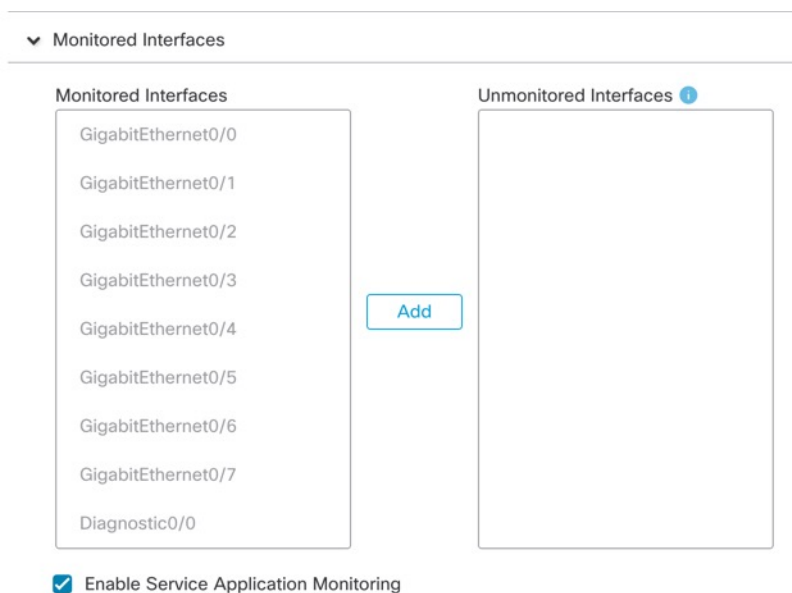 Monitored Interfaces
Monitored Interfaces
Unmonitored Interfaces
GigabitEthernet0/0
GigabitEthernet0/1
GigabitEthernet0/2
GigabitEthernet0/3
GigabitEthernet0/4
GigabitEthernet0/5
GigabitEthernet0/6
GigabitEthernet0/7
Diagnostic0/0
Add
Enable Service Application Monitoring